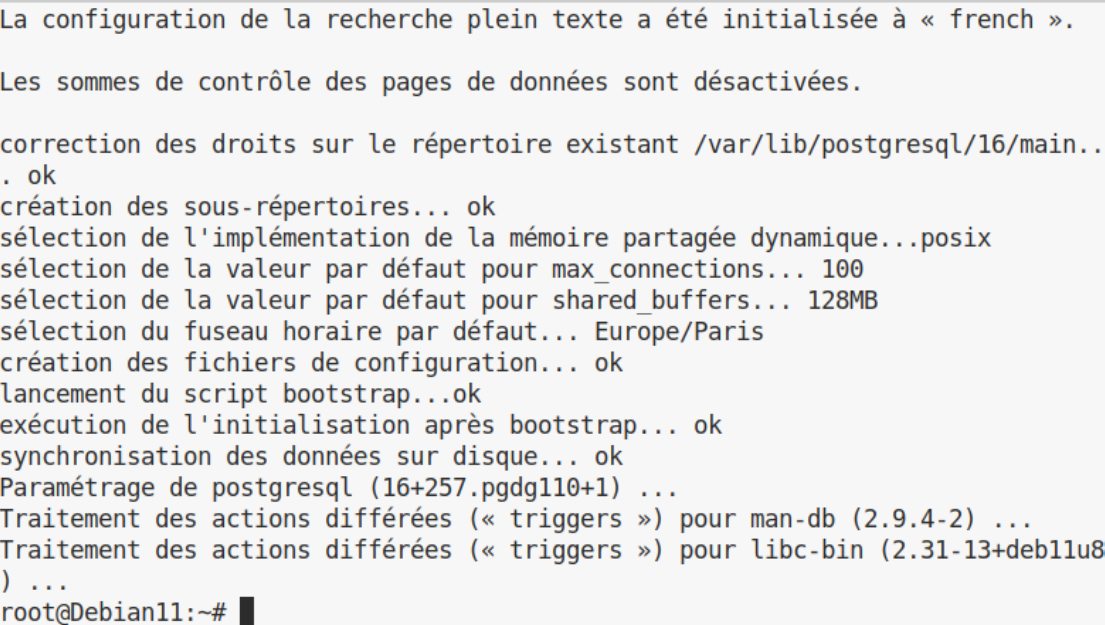 La configuration de la recherche plein texte a été initialisée à « french ».
Les sommes de contrôle des pages de données sont désactivées.
correction des droits sur le répertoire existant /var/lib/postgresql/16/main..
. ok
création des sous-répertoires... ok
sélection de l'implémentation de la mémoire partagée dynamique...posix
sélection de la valeur par défaut pour max_connections... 100
sélection de la valeur par défaut pour shared_buffers... 128MB
sélection du fuseau horaire par défaut... Europe/Paris
création des fichiers de configuration... ok
lancement du script bootstrap...ok
exécution de l'initialisation après bootstrap... ok
synchronisation des données sur disque... ok
Paramétrage de postgresql (16+257.pgdg110+1) ...
Traitement des actions différées (« triggers ») pour man-db (2.9.4-2) ...
Traitement des actions différées (« triggers ») pour libc-bin (2.31-13+deb11u8
) ...
root@Debian11:~#